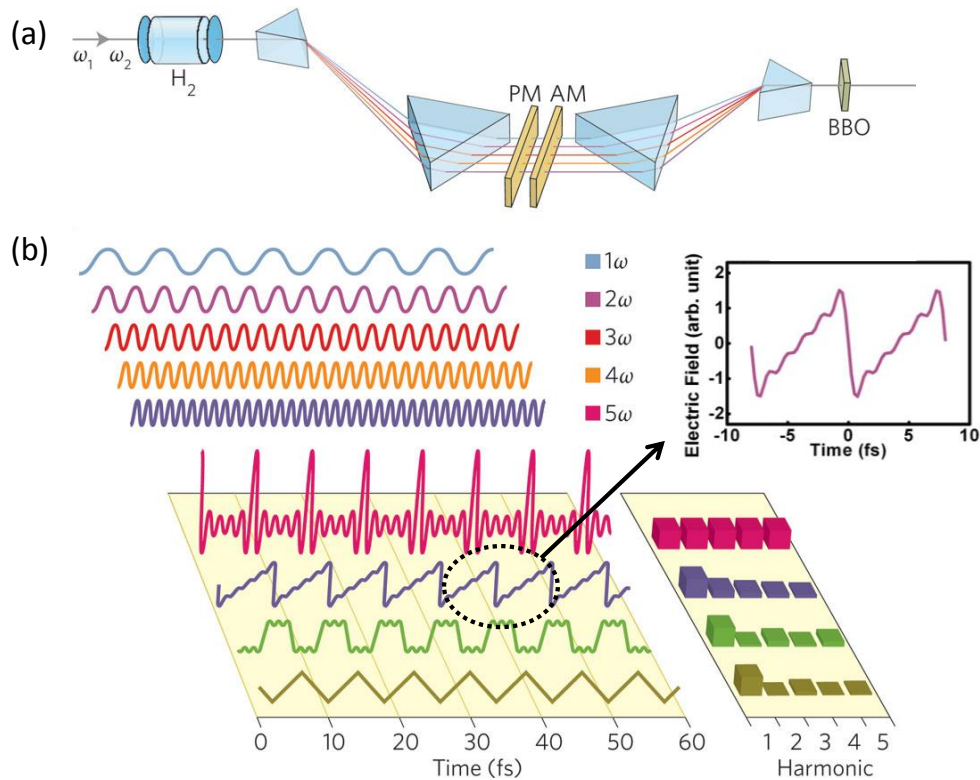 (a)
ω1 ω2
H2
PM AM
BBO
(b)
1ω
2ω
3ω
4ω
5ω
Electric Field (arb. unit)
2
1
0
-1
-2
-10 -5 0 5 10
Time (fs)
0 10 20 30 40 50 60
Time (fs)
1 2 3 4 5
Harmonic